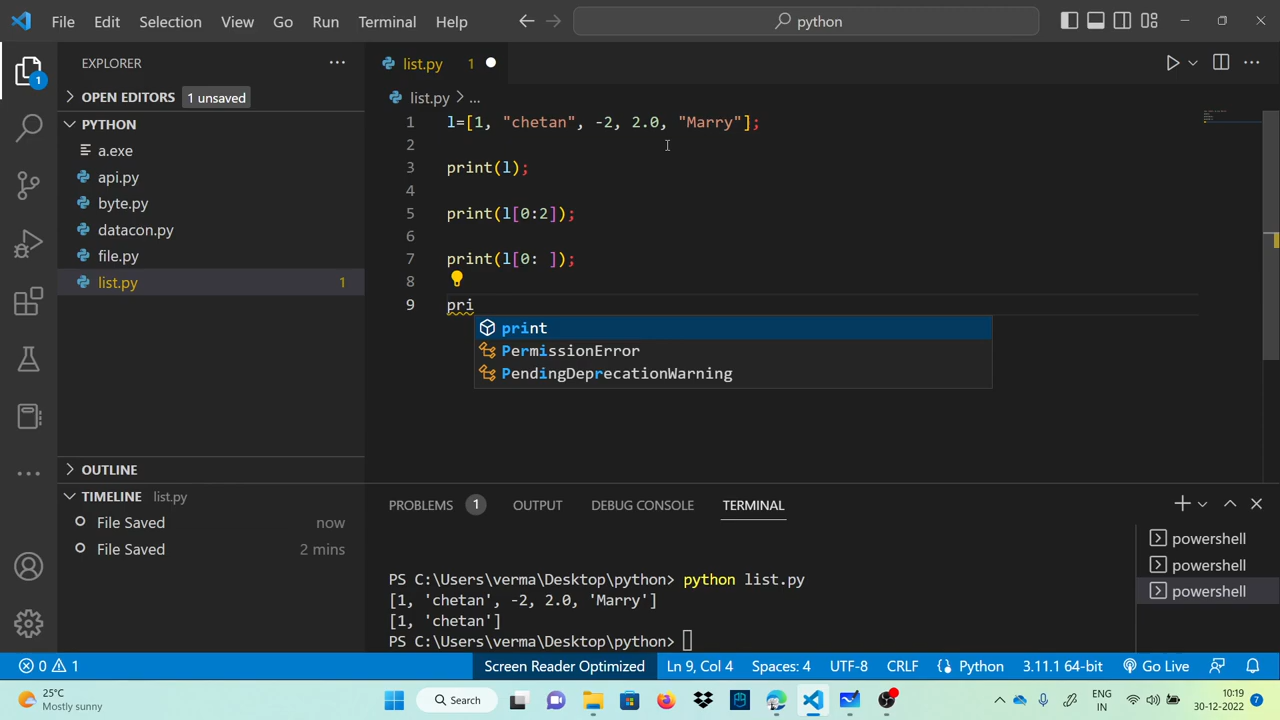 File Edit Selection View Go Run Terminal Help python
EXPLORER
OPEN EDITORS 1 unsaved
PYTHON
a.exe
api.py
byte.py
datacon.py
file.py
list.py 1
OUTLINE
TIMELINE list.py
File Saved now
File Saved 2 mins
1
list.py 1
list.py > ...
1 l=[1, "chetan", -2, 2.0, "Marry"];
2
3 print(l);
4
5 print(l[0:2]);
6
7 print(l[0: ]);
8
9 pri
print
PermissionError
PendingDeprecationWarning
PROBLEMS 1 OUTPUT DEBUG CONSOLE TERMINAL
PS C:\Users\verma\Desktop\python> python list.py
[1, 'chetan', -2, 2.0, 'Marry']
[1, 'chetan']
PS C:\Users\verma\Desktop\python>
powershell
powershell
powershell
0 1 Screen Reader Optimized Ln 9, Col 4 Spaces: 4 UTF-8 CRLF Python 3.11.1 64-bit Go Live
25°C
Mostly sunny
Search
ENG
IN
10:19
30-12-2022
7